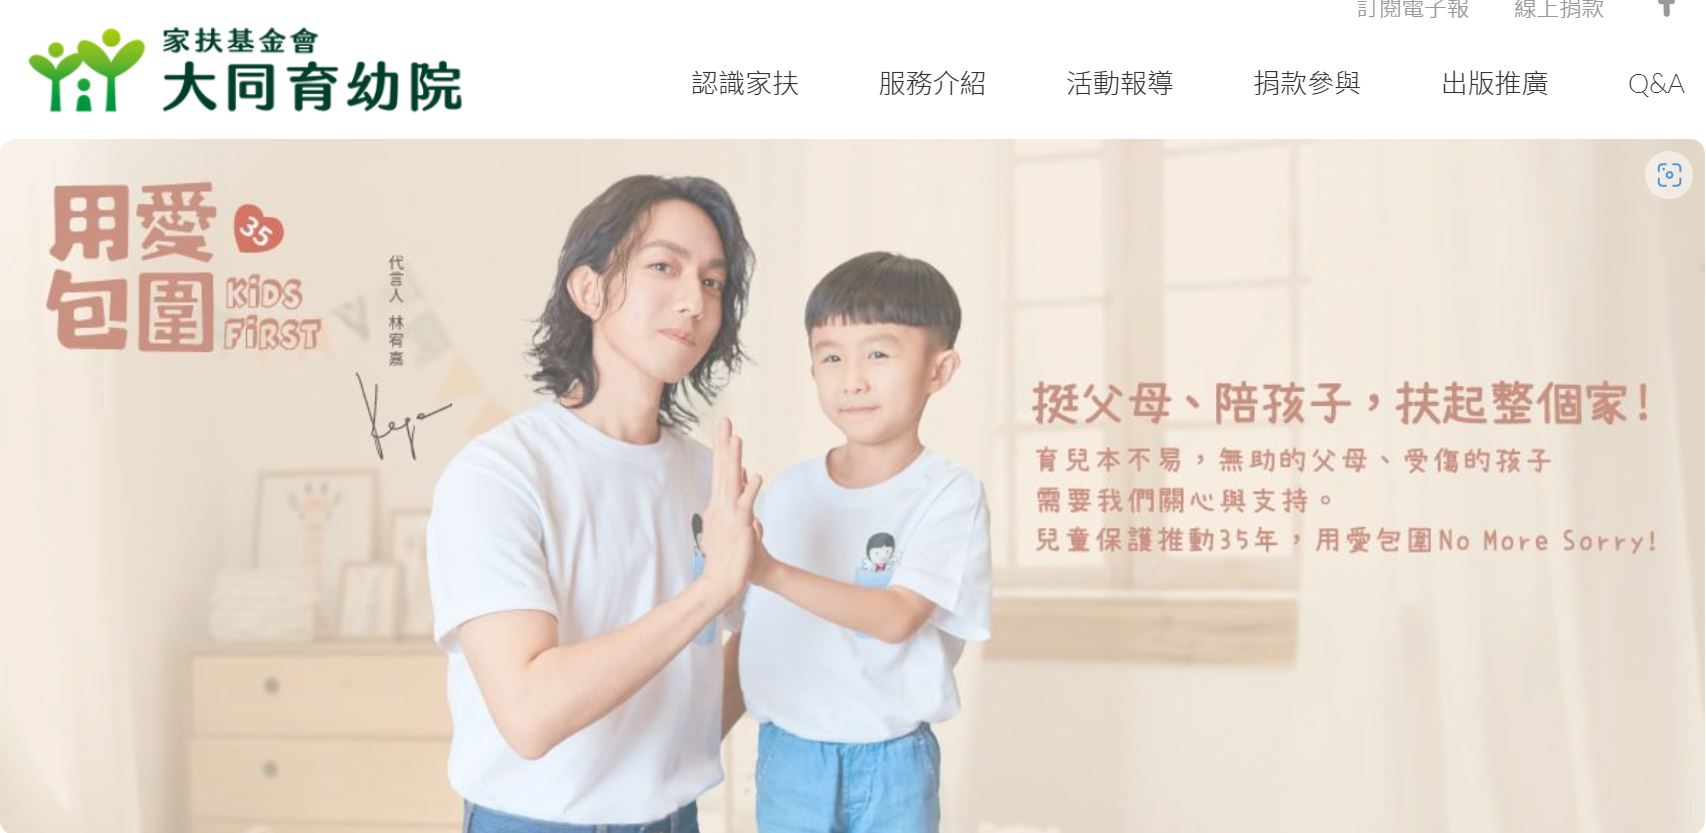 訂閱電子報 線上捐款
家扶基金會
大同育幼院
認識家扶 服務介紹 活動報導 捐款參與 出版推廣 Q&A
用愛
包圍
35
KiDS
FiRST
代言人 林宥嘉
挺父母、陪孩子，扶起整個家！
育兒本不易，無助的父母、受傷的孩子
需要我們關心與支持。
兒童保護推動35年，用愛包圍No More Sorry!